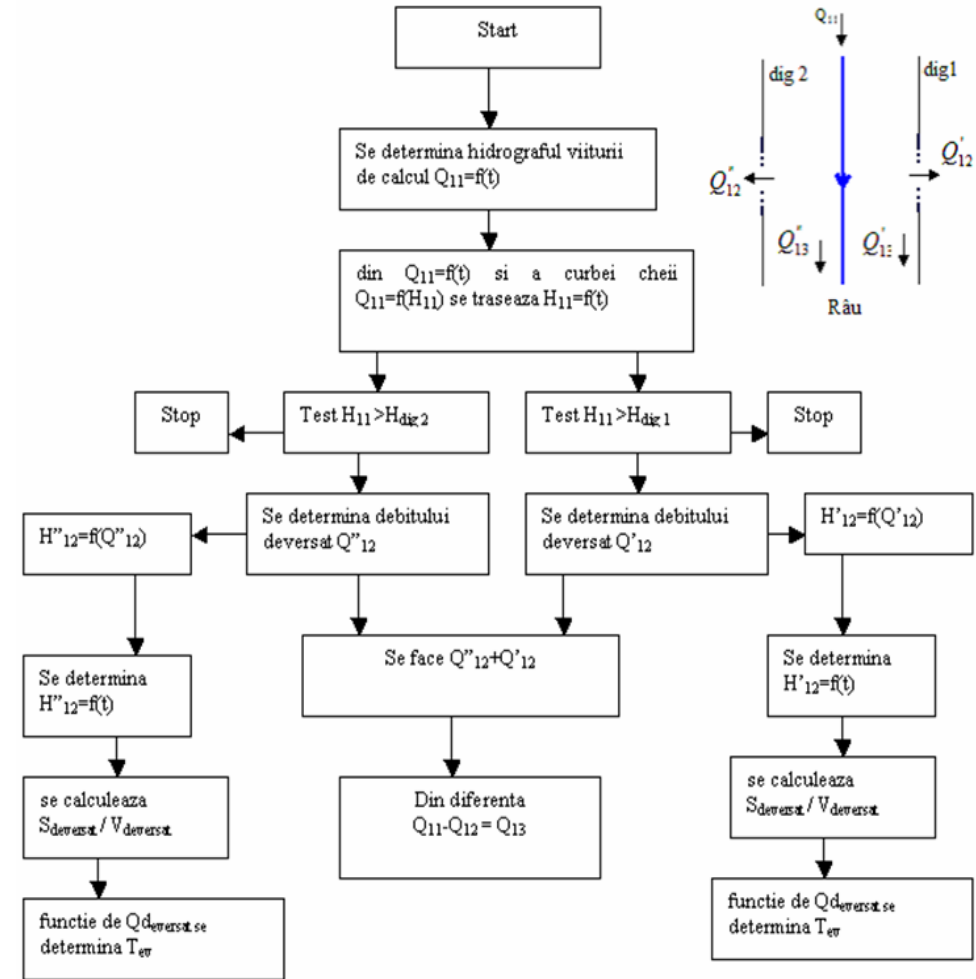 Start
Q11
dig 2
dig1
Q'12
Q"12
Q"13
Q'13
Râu
Se determina hidrograful viiturii
de calcul Q11=f(t)
din Q11=f(t) si a curbei cheii
Q11=f(H11) se traseaza H11=f(t)
Stop
Test H11>Hdig2
Test H11>Hdig1
Stop
H"12=f(Q"12)
Se determina debitului
deversat Q"12
Se determina debitului
deversat Q'12
H'12=f(Q'12)
Se determina
H"12=f(t)
Se face Q"12+Q'12
Se determina
H'12=f(t)
se calculeaza
Sdeversat / Vdeversat
Din diferenta
Q11-Q12 = Q13
se calculeaza
Sdeversat / Vdeversat
functie de Qdeversat se
determina Tev
functie de Qdeversat se
determina Tev